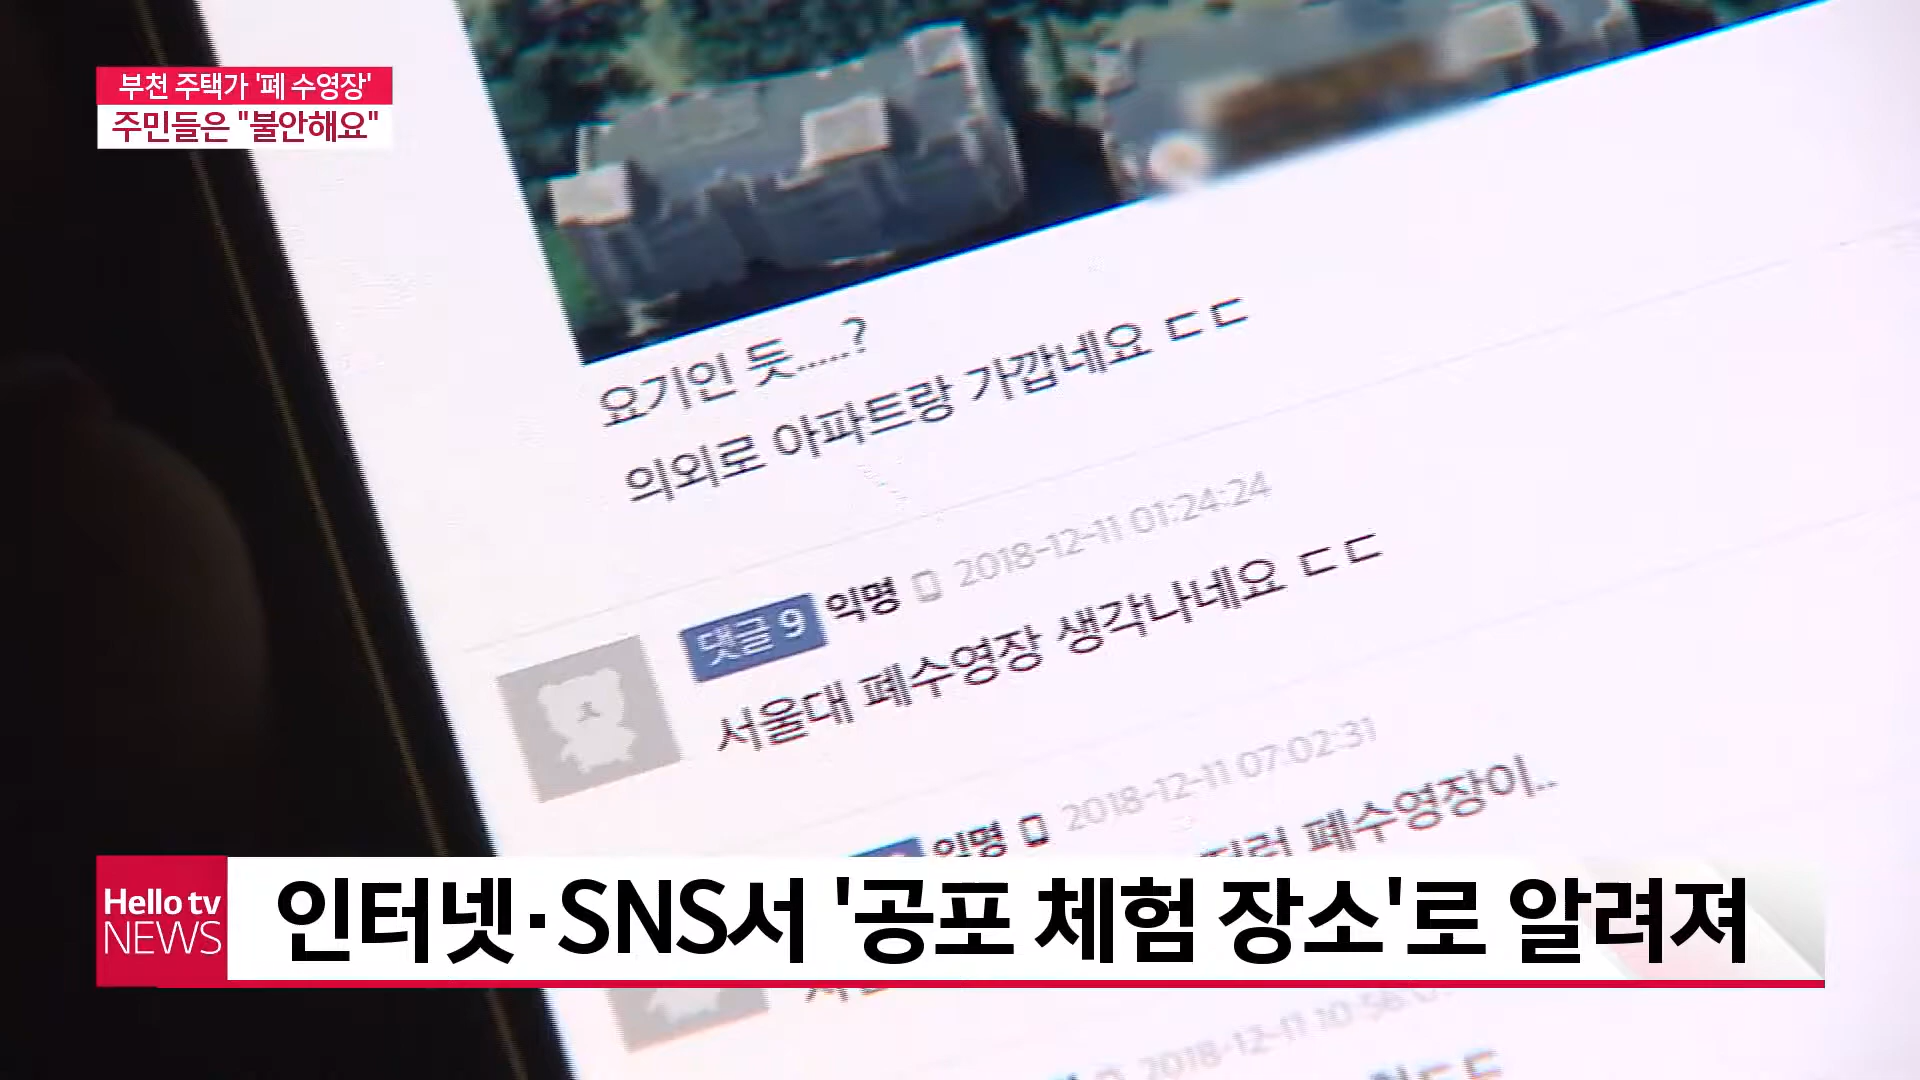 부천 주택가 '폐 수영장'
주민들은 "불안해요"
요기인 듯.....?
의외로 아파트랑 가깝네요 ㄷㄷ
댓글 9 익명 2018-12-11 01:24:24
서울대 폐수영장 생각나네요 ㄷㄷ
익명 2018-12-11 07:02:31
폐수영장이..
Hello tv
NEWS
인터넷·SNS서 '공포 체험 장소'로 알려져
2018-12-11 10:56